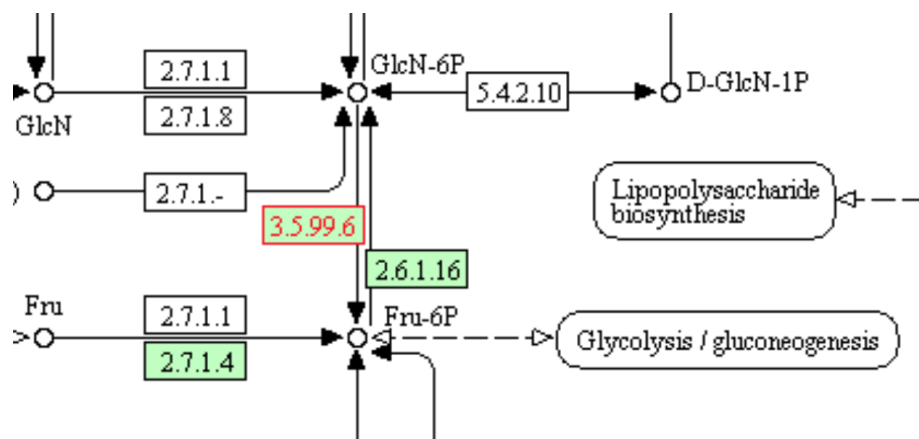 2.7.1.1
GlcN-6P
5.4.2.10
D-GlcN-1P
GlcN
2.7.1.8
)
2.7.1.-
Lipopolysaccharide
biosynthesis
3.5.99.6
2.6.1.16
Fru
2.7.1.1
Fru-6P
Glycolysis / gluconeogenesis
2.7.1.4